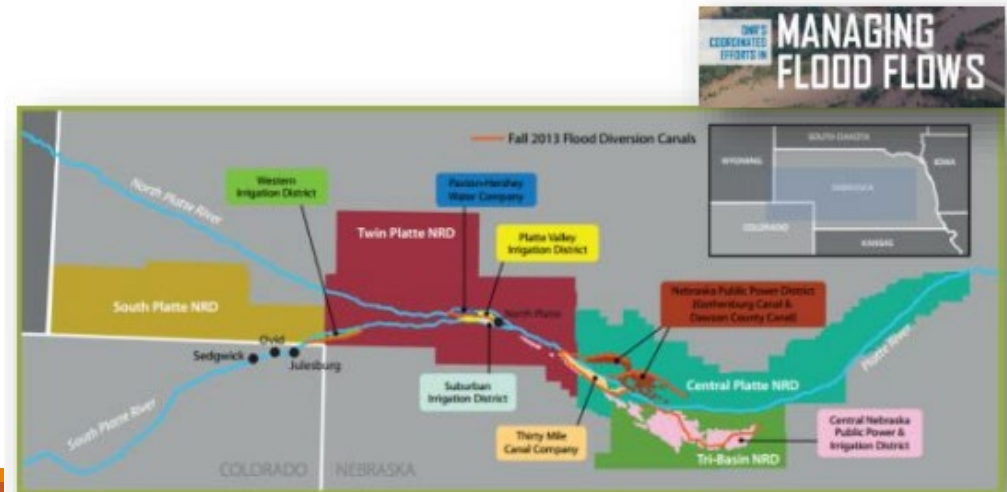 DNR'S
COORDINATED
EFFORTS IN
MANAGING
FLOOD FLOWS
Fall 2013 Flood Diversion Canals
SOUTH DAKOTA
WYOMING
IOWA
NEBRASKA
COLORADO
KANSAS
North Platte River
Western
Irrigation District
Paxton-Hershey
Water Company
Twin Platte NRD
Platte Valley
Irrigation District
South Platte NRD
Nebraska Public Power District
(Gothenburg Canal &
Dawson County Canal)
North Platte
Ovid
Sedgwick
Julesburg
Platte River
Central Platte NRD
Suburban
Irrigation District
South Platte River
Thirty Mile
Canal Company
Central Nebraska
Public Power &
Irrigation District
Tri-Basin NRD
COLORADO
NEBRASKA